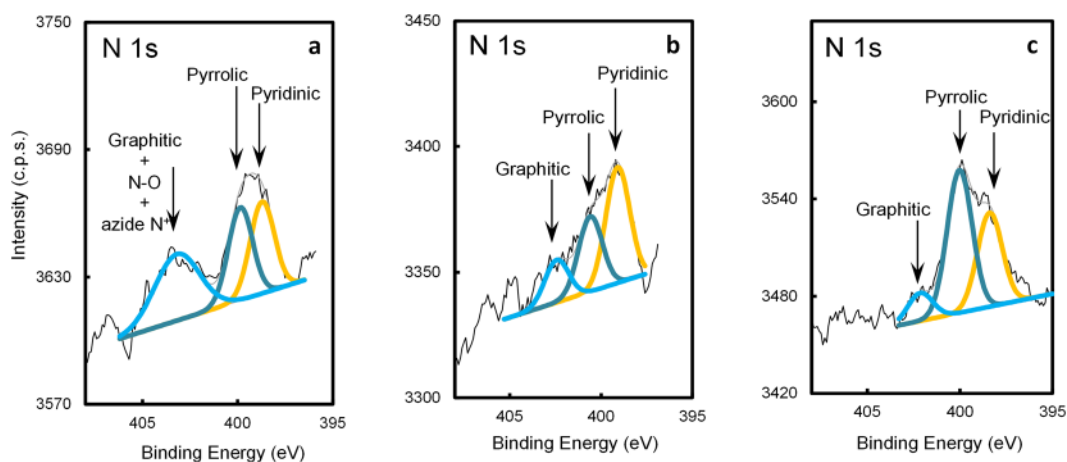 3750
N 1s
a
Pyrrolic
Pyridinic
3690
Graphitic
+
N-O
+
azide N+
3630
3570
405
400
395
Intensity (c.p.s.)
Binding Energy (eV)
3450
N 1s
b
Pyridinic
Pyrrolic
3400
Graphitic
3350
3300
405
400
395
Binding Energy (eV)
N 1s
c
3600
Pyrrolic
Pyridinic
3540
Graphitic
3480
3420
405
400
395
Binding Energy (eV)